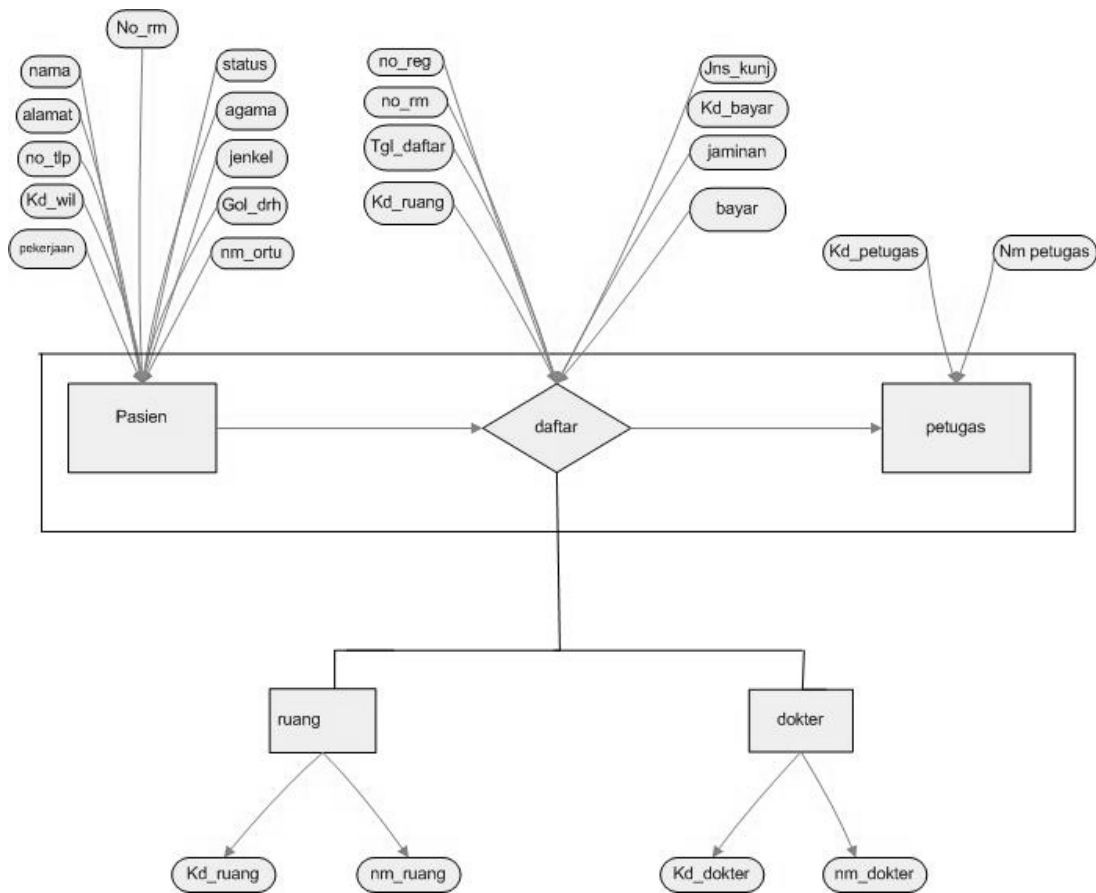 No_rm
nama
alamat
no_tlp
Kd_wil
pekerjaan
status
agama
jenkel
Gol_drh
nm_ortu
no_reg
no_rm
Tgl_daftar
Kd_ruang
Jns_kunj
Kd_bayar
jaminan
bayar
Kd_petugas
Nm petugas
Pasien
daftar
petugas
ruang
dokter
Kd_ruang
nm_ruang
Kd_dokter
nm_dokter